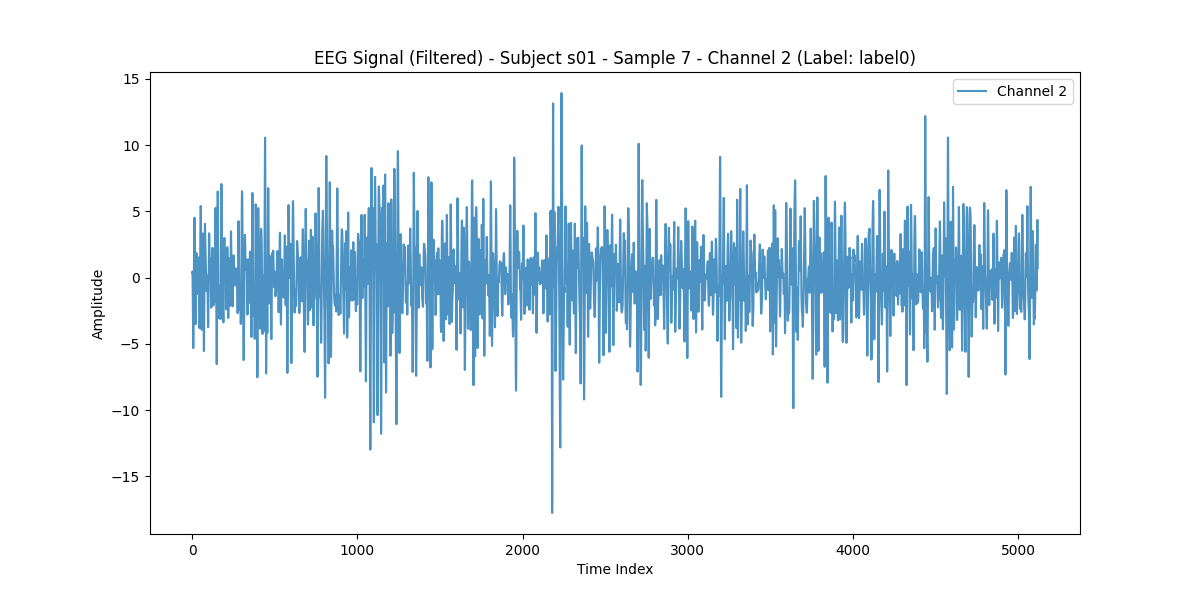 EEG Signal (Filtered) - Subject s01 - Sample 7 - Channel 2 (Label: label0)
Channel 2
15
10
5
0
−5
−10
−15
Amplitude
0 1000 2000 3000 4000 5000
Time Index